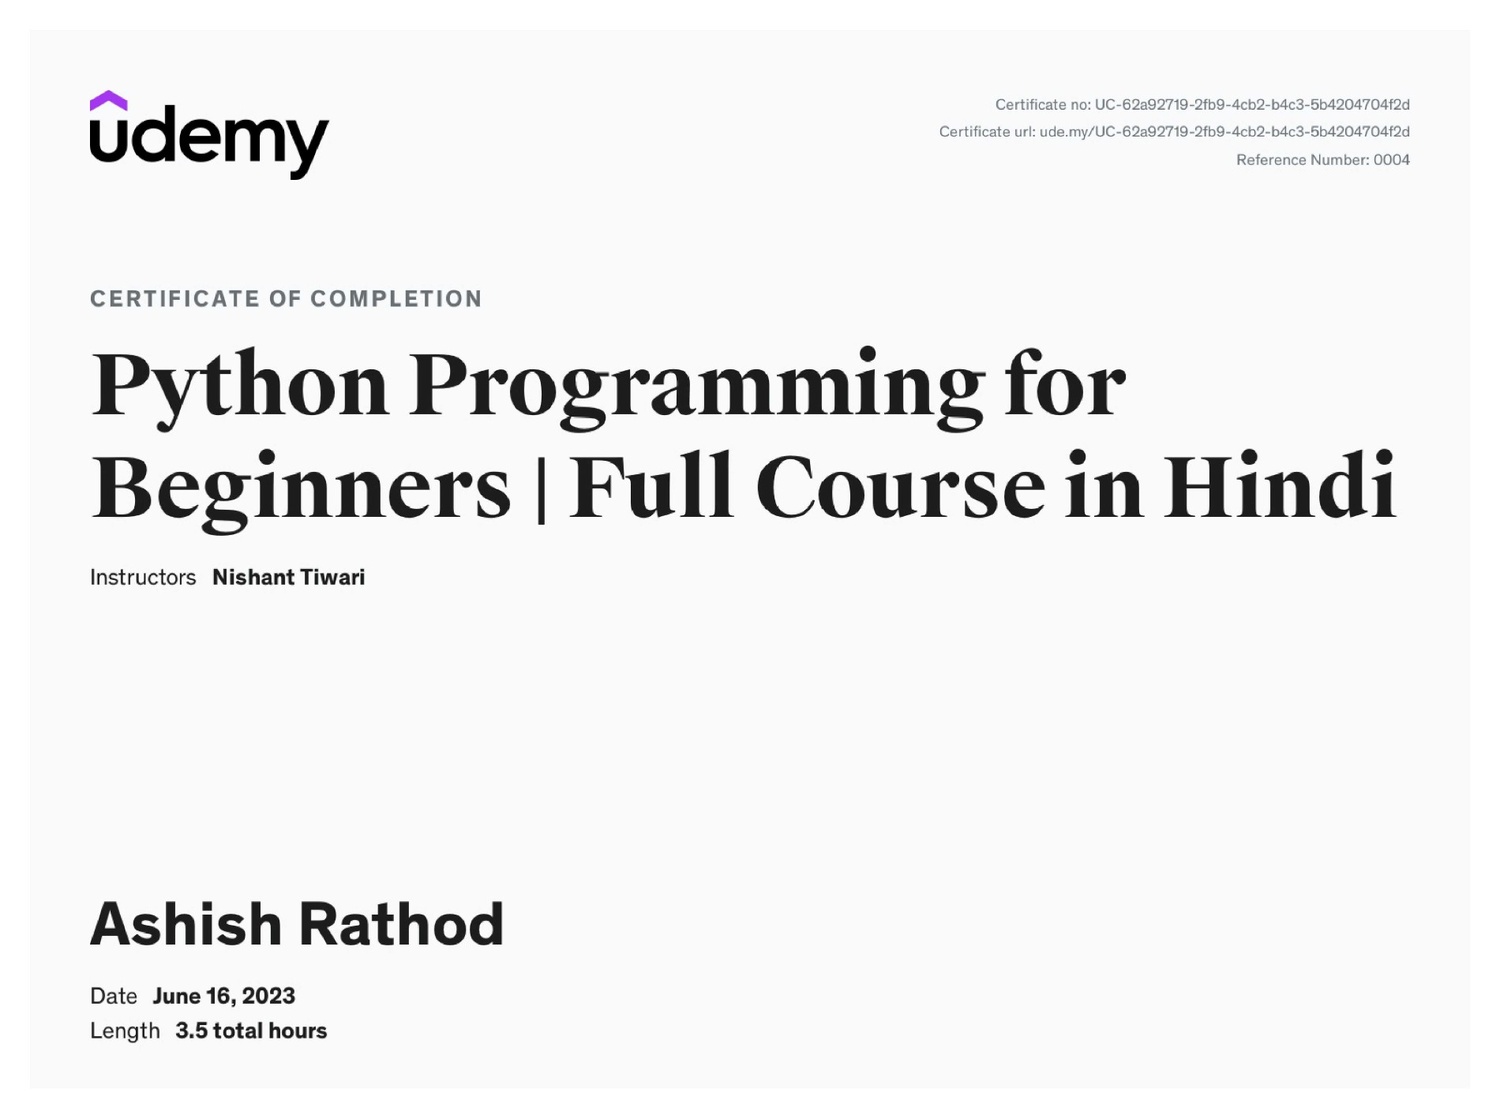 udemy
Certificate no: UC-62a92719-2fb9-4cb2-b4c3-5b4204704f2d
Certificate url: ude.my/UC-62a92719-2fb9-4cb2-b4c3-5b4204704f2d
Reference Number: 0004
CERTIFICATE OF COMPLETION
Python Programming for
Beginners | Full Course in Hindi
Instructors Nishant Tiwari
Ashish Rathod
Date June 16, 2023
Length 3.5 total hours